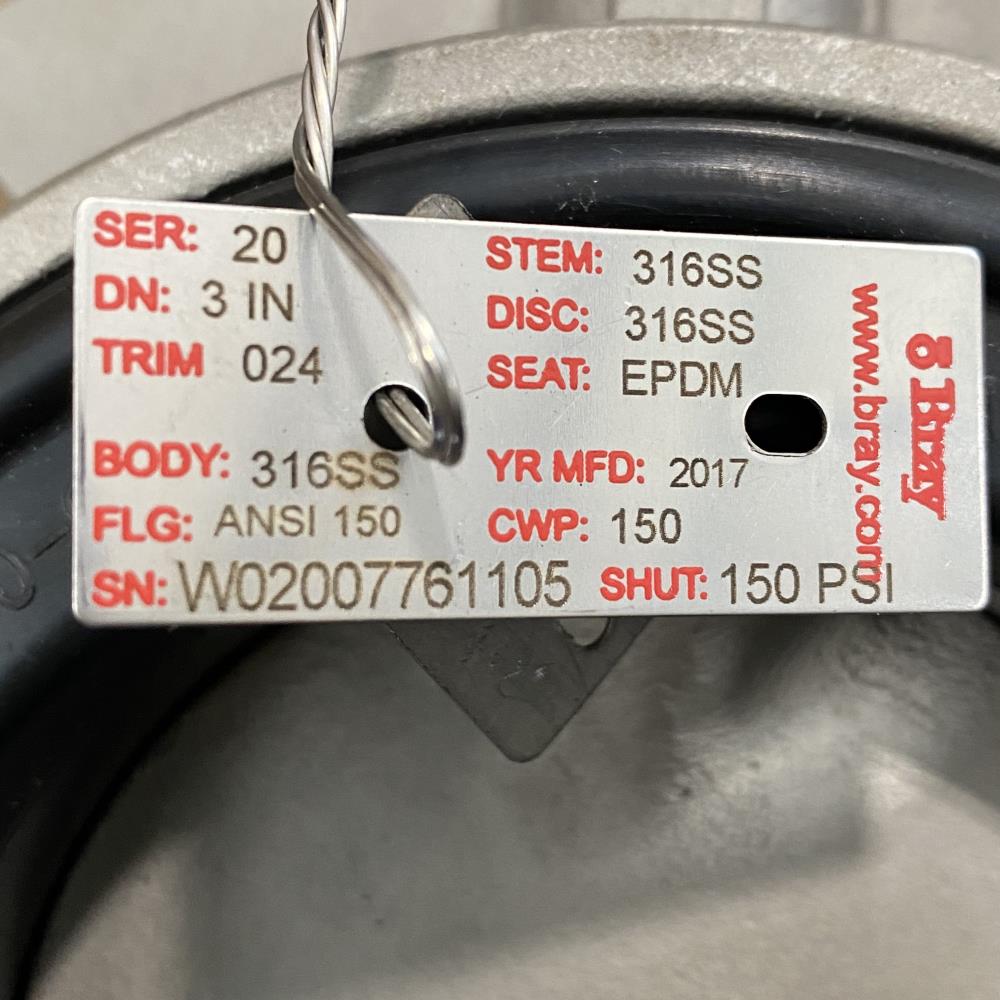 SER: 20
DN: 3 IN
TRIM 024
BODY: 316SS
FLG: ANSI 150
SN: W02007761105
STEM: 316SS
DISC: 316SS
SEAT: EPDM
YR MFD: 2017
CWP: 150
SHUT: 150 PSI
www.bray.com
Bray